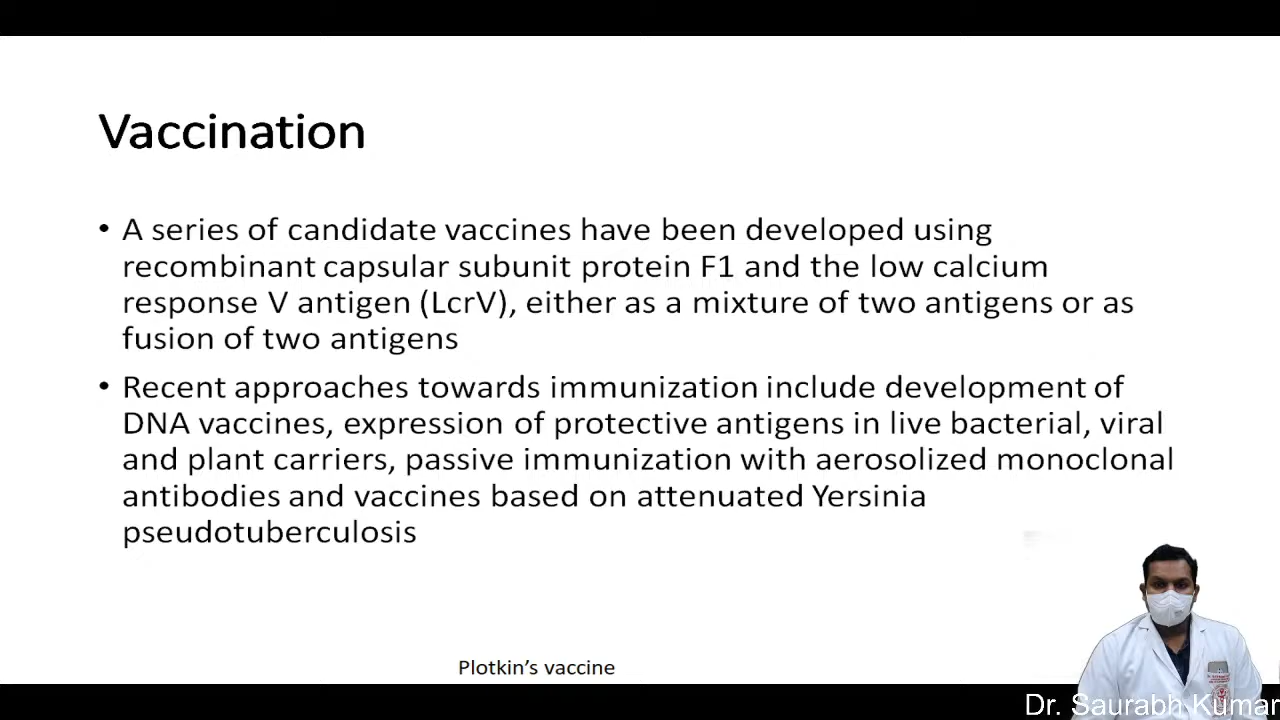 Vaccination
• A series of candidate vaccines have been developed using
recombinant capsular subunit protein F1 and the low calcium
response V antigen (LcrV), either as a mixture of two antigens or as
fusion of two antigens
• Recent approaches towards immunization include development of
DNA vaccines, expression of protective antigens in live bacterial, viral
and plant carriers, passive immunization with aerosolized monoclonal
antibodies and vaccines based on attenuated Yersinia
pseudotuberculosis
Plotkin’s vaccine
Dr. Saurabh Kumar